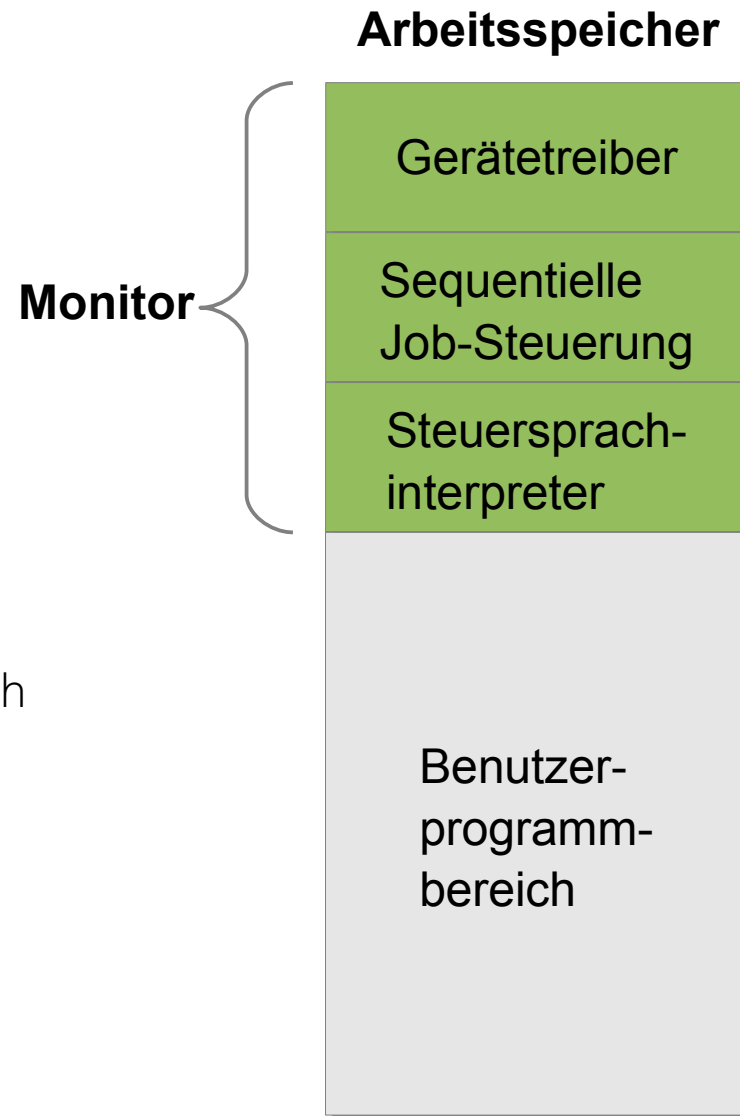 Arbeitsspeicher
Gerätetreiber
Monitor
Sequentielle
Job-Steuerung
Steuersprach-
interpreter
h
Benutzer-
programm-
bereich